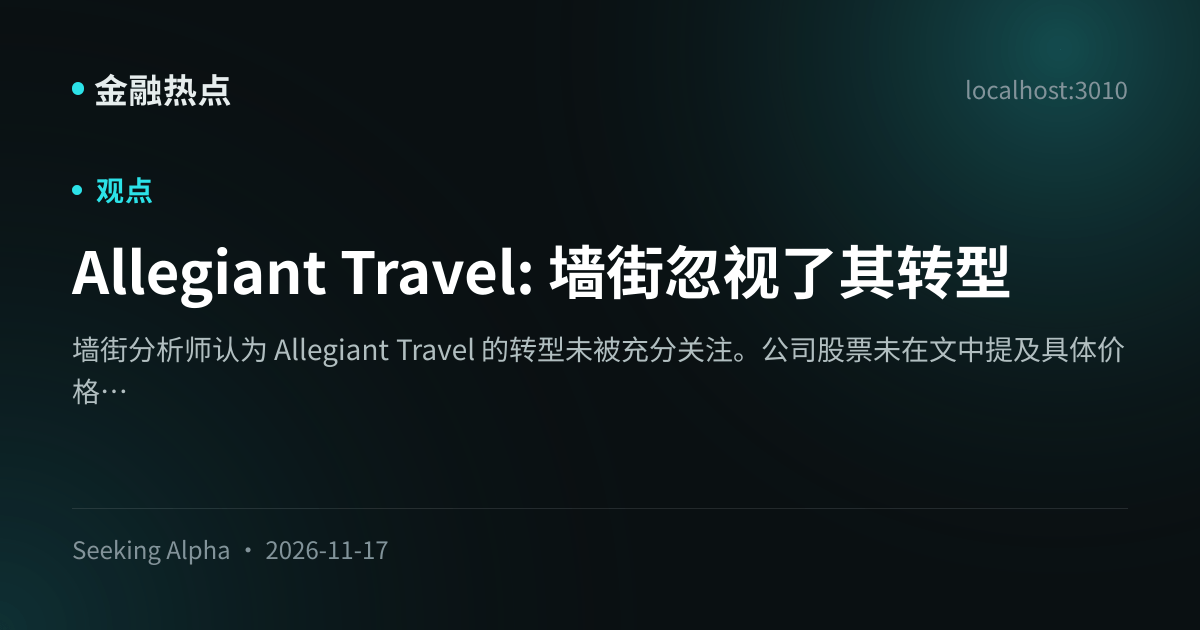 金融热点
localhost:3010
观点
Allegiant Travel: 墙街忽视了其转型
墙街分析师认为 Allegiant Travel 的转型未被充分关注。公司股票未在文中提及具体价
格…
Seeking Alpha · 2026-11-17